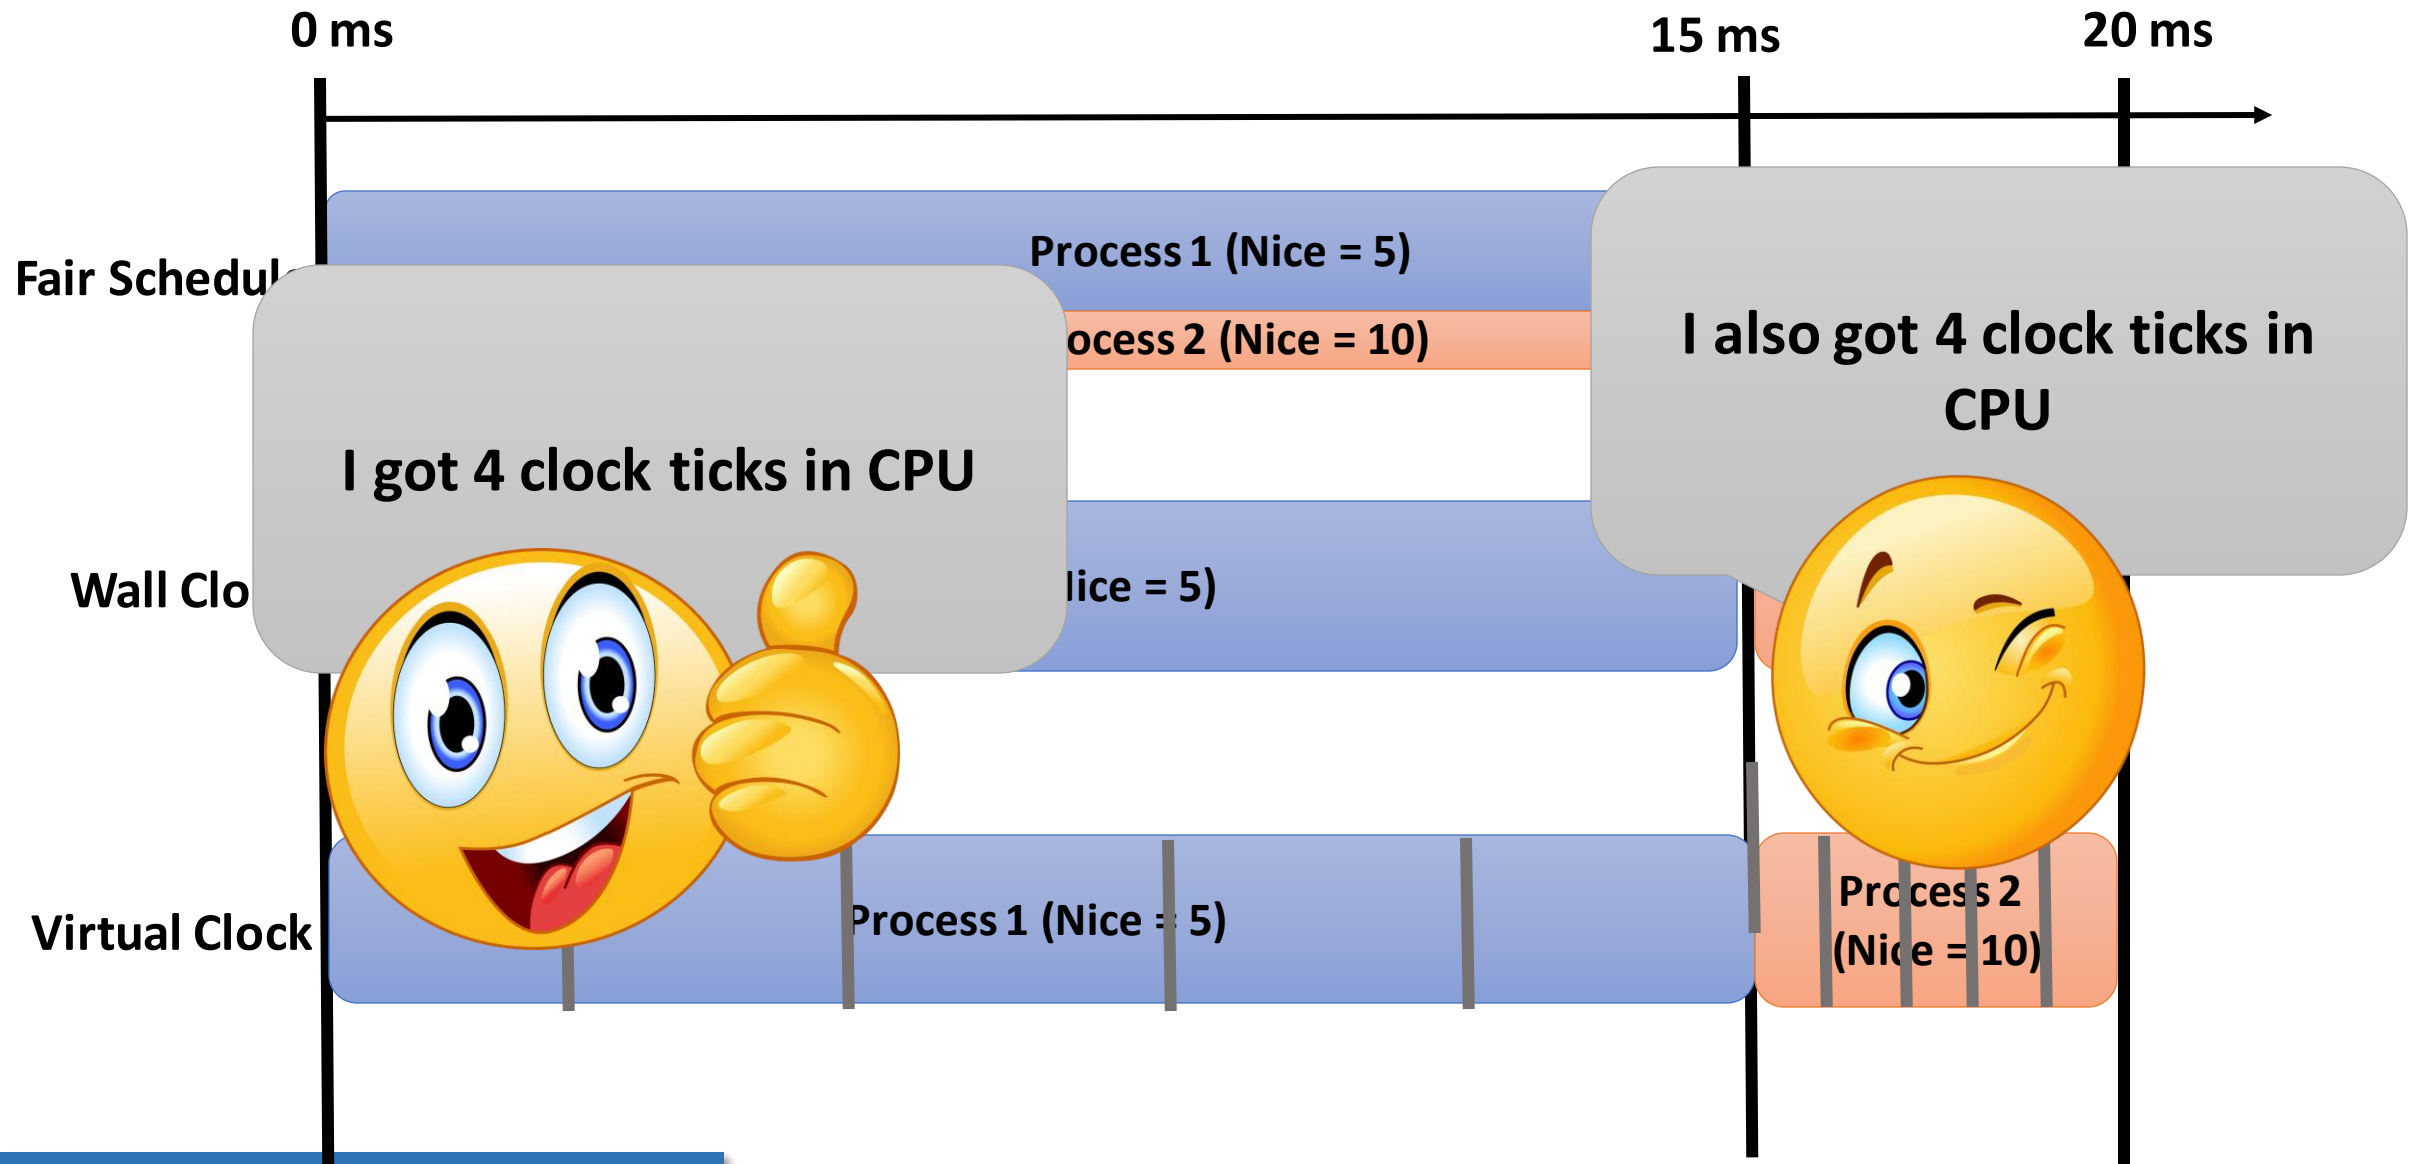 0 ms
15 ms
20 ms
Process 1 (Nice = 5)
Fair Schedul
ocess 2 (Nice = 10)
I also got 4 clock ticks in
CPU
I got 4 clock ticks in CPU
Wall Clo
ice = 5)
Process 2
Virtual Clock
Process 1 (Nice = 5)
(Nice = 10)